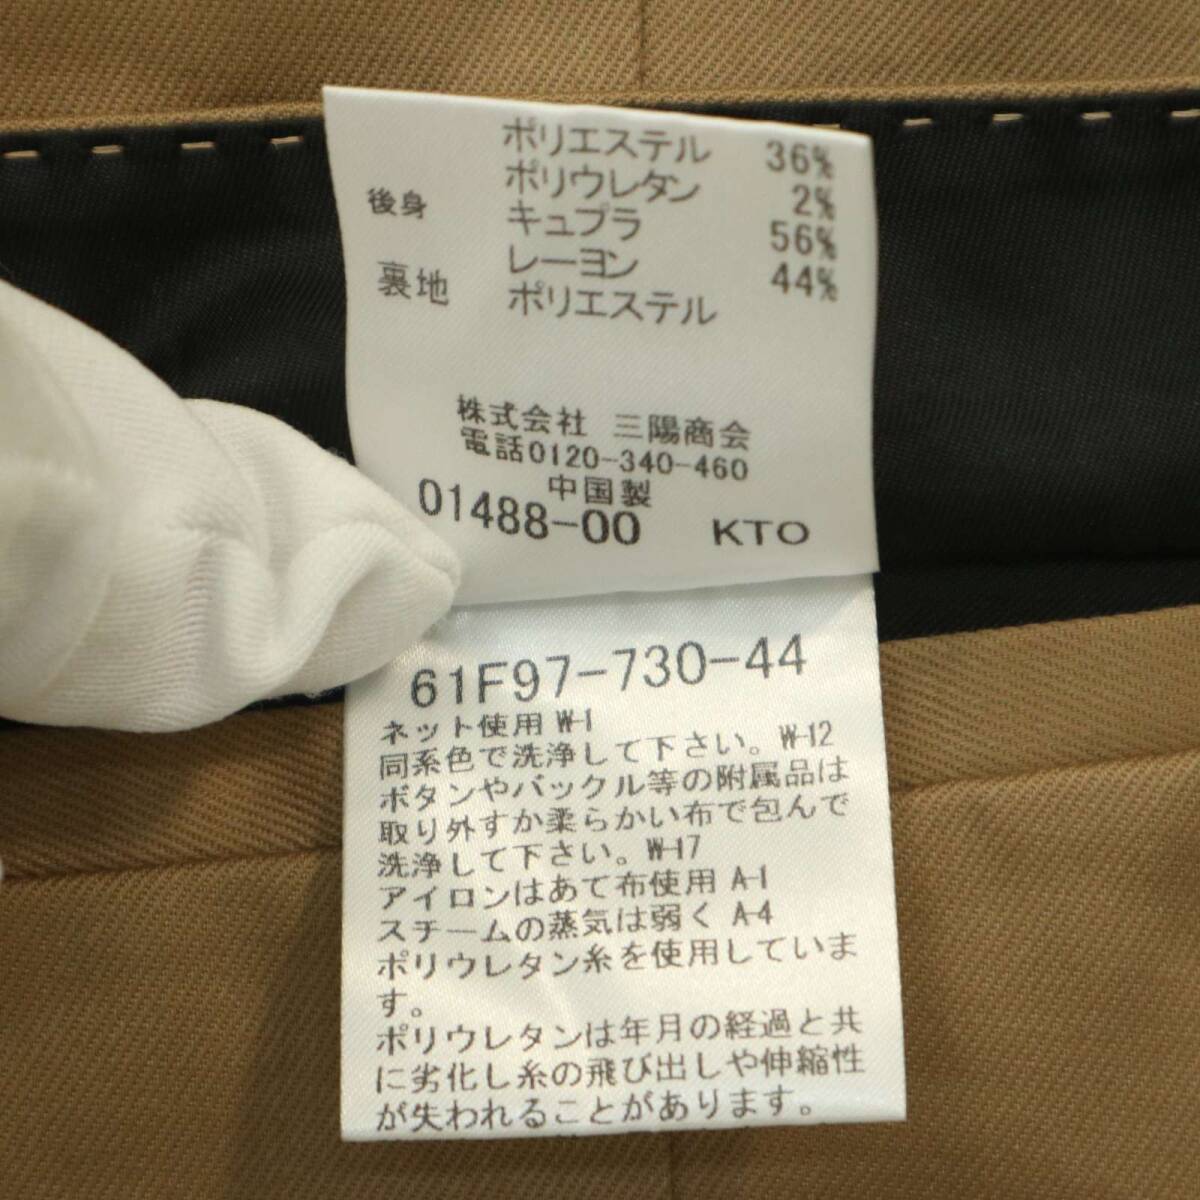 ポリエステル 36%
ポリウレタン 2%
後身 キュプラ 56%
レーヨン 44%
裏地 ポリエステル
株式会社 三陽商会
電話0120-340-460
中国製
01488-00 KTO
61F97-730-44
ネット使用 W-1
同系色で洗浄して下さい。W-12
ボタンやバックル等の附属品は
取り外すか柔らかい布で包んで
洗浄して下さい。W-17
アイロンはあて布使用 A-1
スチームの蒸気は弱く A-4
ポリウレタン糸を使用していま
す。
ポリウレタンは年月の経過と共
に劣化し糸の飛び出しや伸縮性
が失われることがあります。